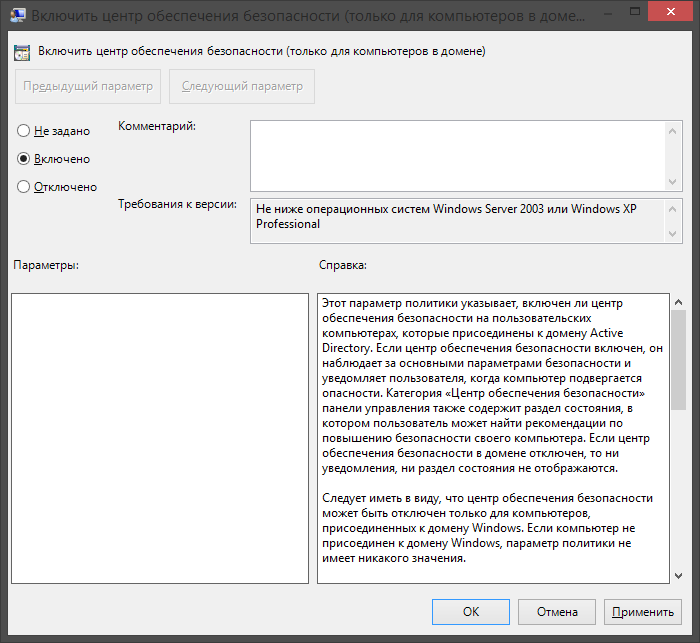 Включить центр обеспечения безопасности (только для компьютеров в доме...
Включить центр обеспечения безопасности (только для компьютеров в домене)
Предыдущий параметр
Следующий параметр
Не задано
Комментарий:
Включено
Отключено
Требования к версии:
Не ниже операционных систем Windows Server 2003 или Windows XP
Professional
Параметры:
Справка:
Этот параметр политики указывает, включен ли центр
обеспечения безопасности на пользовательских
компьютерах, которые присоединены к домену Active
Directory. Если центр обеспечения безопасности включен, он
наблюдает за основными параметрами безопасности и
уведомляет пользователя, когда компьютер подвергается
опасности. Категория «Центр обеспечения безопасности»
панели управления также содержит раздел состояния, в
котором пользователь может найти рекомендации по
повышению безопасности своего компьютера. Если центр
обеспечения безопасности в домене отключен, то ни
уведомления, ни раздел состояния не отображаются.
Следует иметь в виду, что центр обеспечения безопасности
может быть отключен только для компьютеров,
присоединенных к домену Windows. Если компьютер не
присоединен к домену Windows, параметр политики не
имеет никакого значения.
ОК
Отмена
Применить